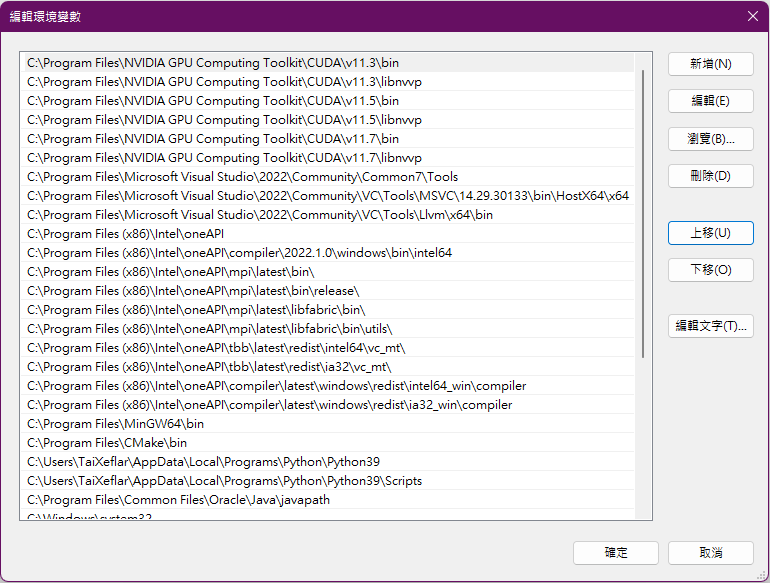 編輯環境變數
C:\Program Files\NVIDIA GPU Computing Toolkit\CUDA\v11.3\bin
C:\Program Files\NVIDIA GPU Computing Toolkit\CUDA\v11.3\libnvvp
C:\Program Files\NVIDIA GPU Computing Toolkit\CUDA\v11.5\bin
C:\Program Files\NVIDIA GPU Computing Toolkit\CUDA\v11.5\libnvvp
C:\Program Files\NVIDIA GPU Computing Toolkit\CUDA\v11.7\bin
C:\Program Files\NVIDIA GPU Computing Toolkit\CUDA\v11.7\libnvvp
C:\Program Files\Microsoft Visual Studio\2022\Community\Common7\Tools
C:\Program Files\Microsoft Visual Studio\2022\Community\VC\Tools\MSVC\14.29.30133\bin\HostX64\x64
C:\Program Files\Microsoft Visual Studio\2022\Community\VC\Tools\Llvm\x64\bin
C:\Program Files (x86)\Intel\oneAPI
C:\Program Files (x86)\Intel\oneAPI\compiler\2022.1.0\windows\bin\intel64
C:\Program Files (x86)\Intel\oneAPI\mpi\latest\bin\
C:\Program Files (x86)\Intel\oneAPI\mpi\latest\bin\release\
C:\Program Files (x86)\Intel\oneAPI\mpi\latest\libfabric\bin\
C:\Program Files (x86)\Intel\oneAPI\mpi\latest\libfabric\bin\utils\
C:\Program Files (x86)\Intel\oneAPI\tbb\latest\redist\intel64\vc_mt\
C:\Program Files (x86)\Intel\oneAPI\tbb\latest\redist\ia32\vc_mt\
C:\Program Files (x86)\Intel\oneAPI\compiler\latest\windows\redist\intel64_win\compiler
C:\Program Files (x86)\Intel\oneAPI\compiler\latest\windows\redist\ia32_win\compiler
C:\Program Files\MinGW64\bin
C:\Program Files\CMake\bin
C:\Users\TaiXeflar\AppData\Local\Programs\Python\Python39
C:\Users\TaiXeflar\AppData\Local\Programs\Python\Python39\Scripts
C:\Program Files\Common Files\Oracle\Java\javapath
C:\Windows\system32
新增(N)
編輯(E)
瀏覽(B)...
刪除(D)
上移(U)
下移(O)
編輯文字(T)...
確定
取消